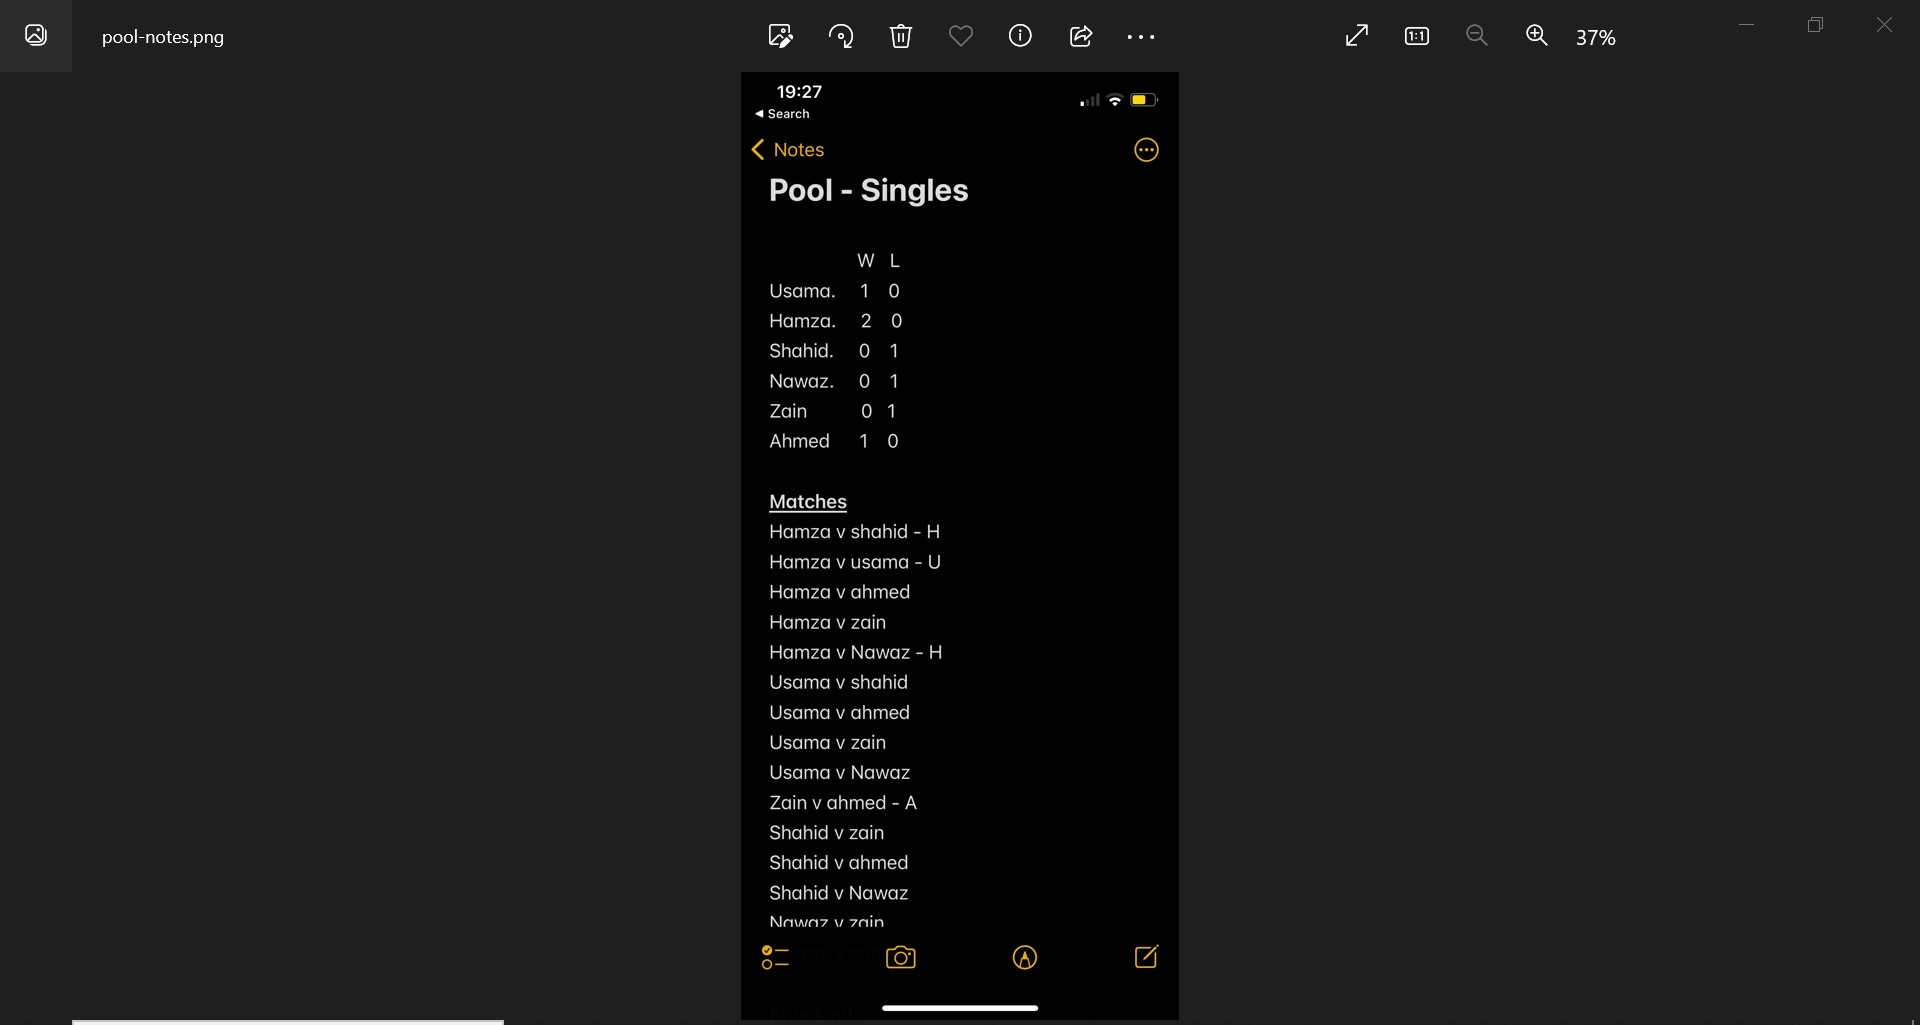 pool-notes.png
37%
19:27
◀ Search
Notes
Pool - Singles
W L
Usama. 1 0
Hamza. 2 0
Shahid. 0 1
Nawaz. 0 1
Zain 0 1
Ahmed 1 0
Matches
Hamza v shahid - H
Hamza v usama - U
Hamza v ahmed
Hamza v zain
Hamza v Nawaz - H
Usama v shahid
Usama v ahmed
Usama v zain
Usama v Nawaz
Zain v ahmed - A
Shahid v zain
Shahid v ahmed
Shahid v Nawaz
Nawaz v zain